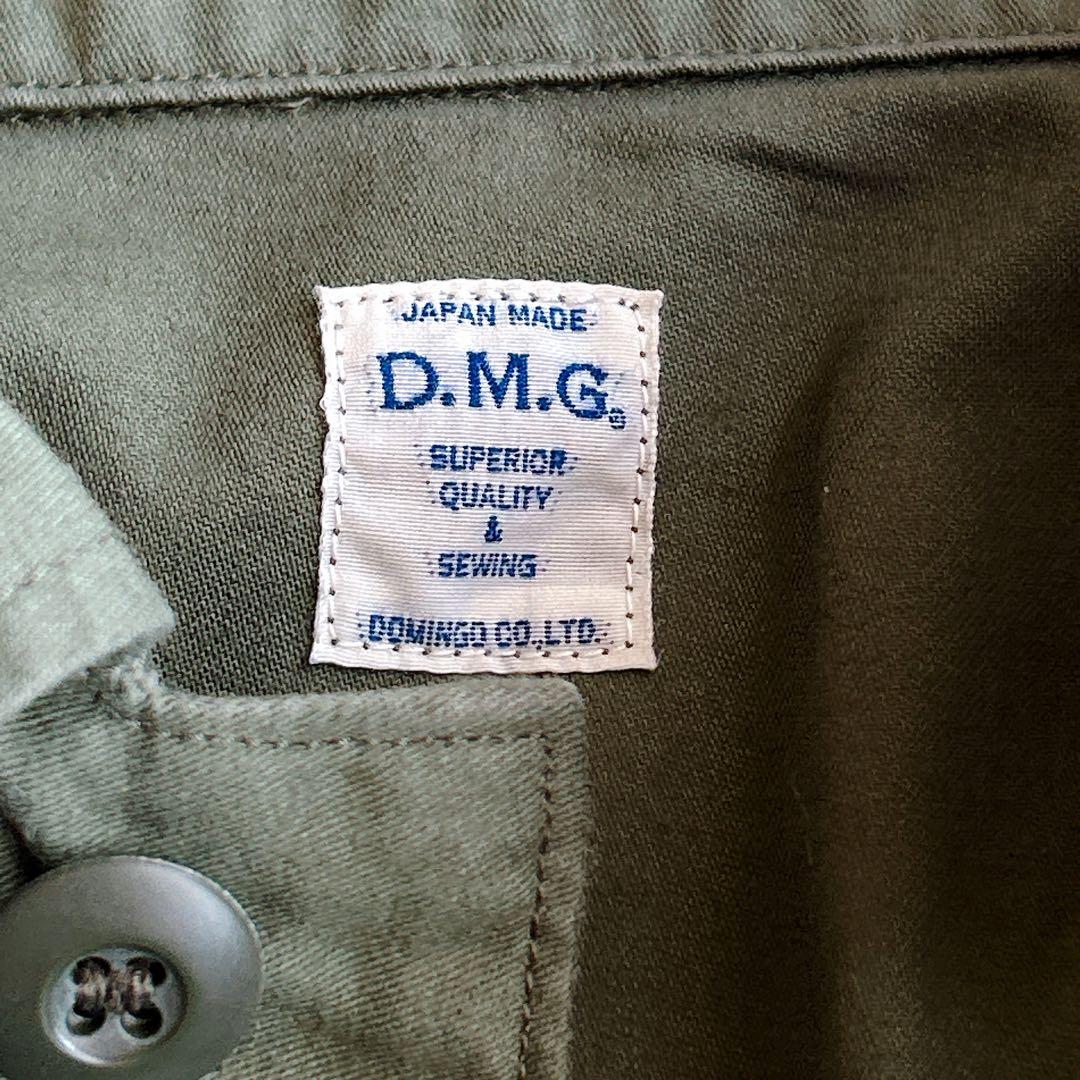 JAPAN MADE
D.M.G.
SUPERIOR
QUALITY
&
SEWING
DOMINGO CO.,LTD.